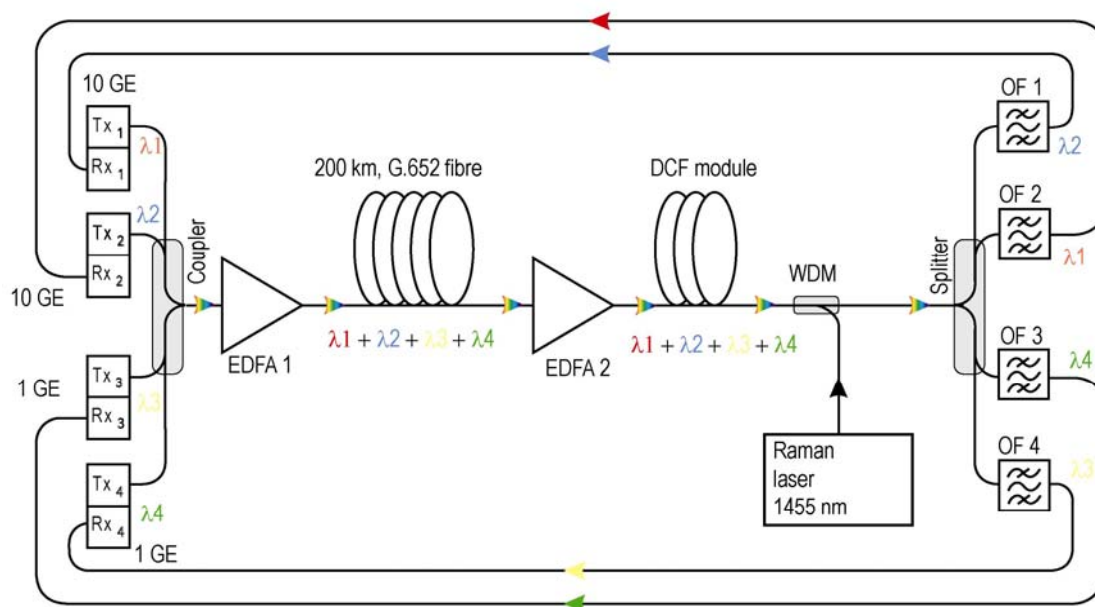 10 GE
Tx 1
λ1
Rx 1
λ2
Tx 2
Rx 2
10 GE
Coupler
1 GE
Tx 3
λ3
Rx 3
Tx 4
λ4
Rx 4
1 GE
EDFA 1
200 km, G.652 fibre
λ1 + λ2 + λ3 + λ4
EDFA 2
DCF module
λ1 + λ2 + λ3 + λ4
WDM
Raman
laser
1455 nm
Splitter
OF 1
λ2
OF 2
λ1
OF 3
λ4
OF 4
λ3